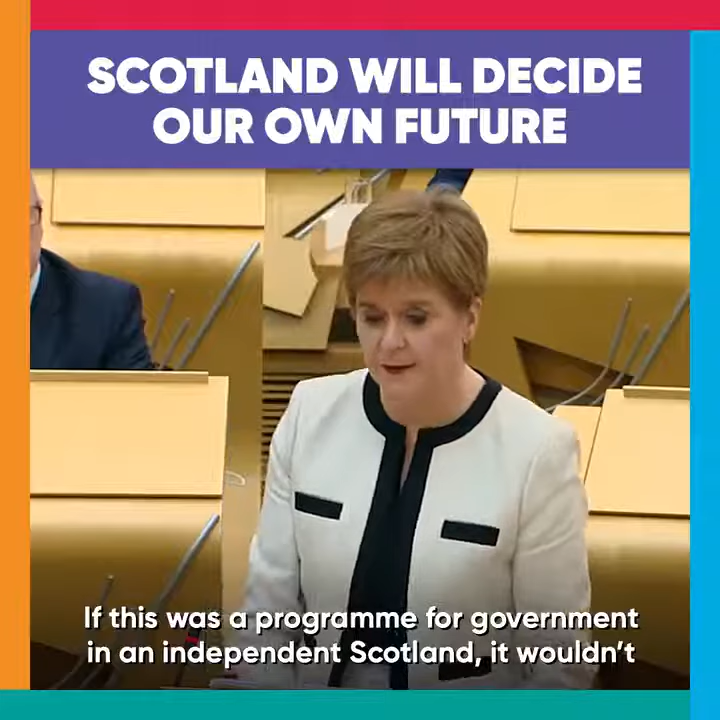 SCOTLAND WILL DECIDE
OUR OWN FUTURE
If this was a programme for government
in an independent Scotland, it wouldn't